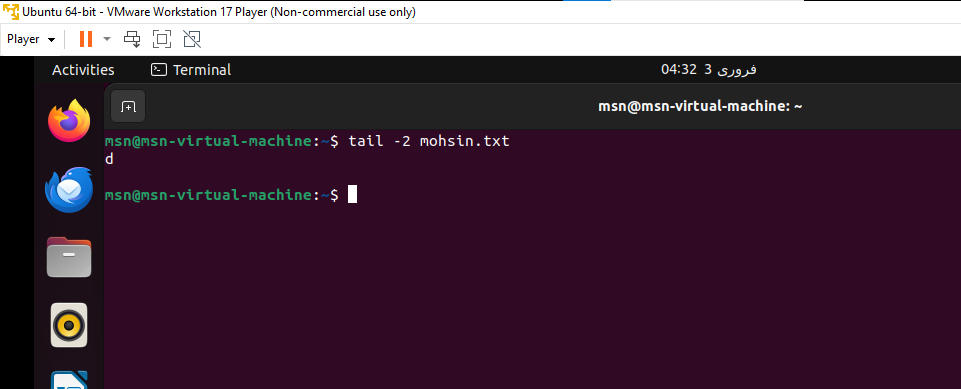 Ubuntu 64-bit - VMware Workstation 17 Player (Non-commercial use only)
Player
Activities Terminal 04:32 3 فروری
msn@msn-virtual-machine: ~
msn@msn-virtual-machine:~$ tail -2 mohsin.txt
d
msn@msn-virtual-machine:~$